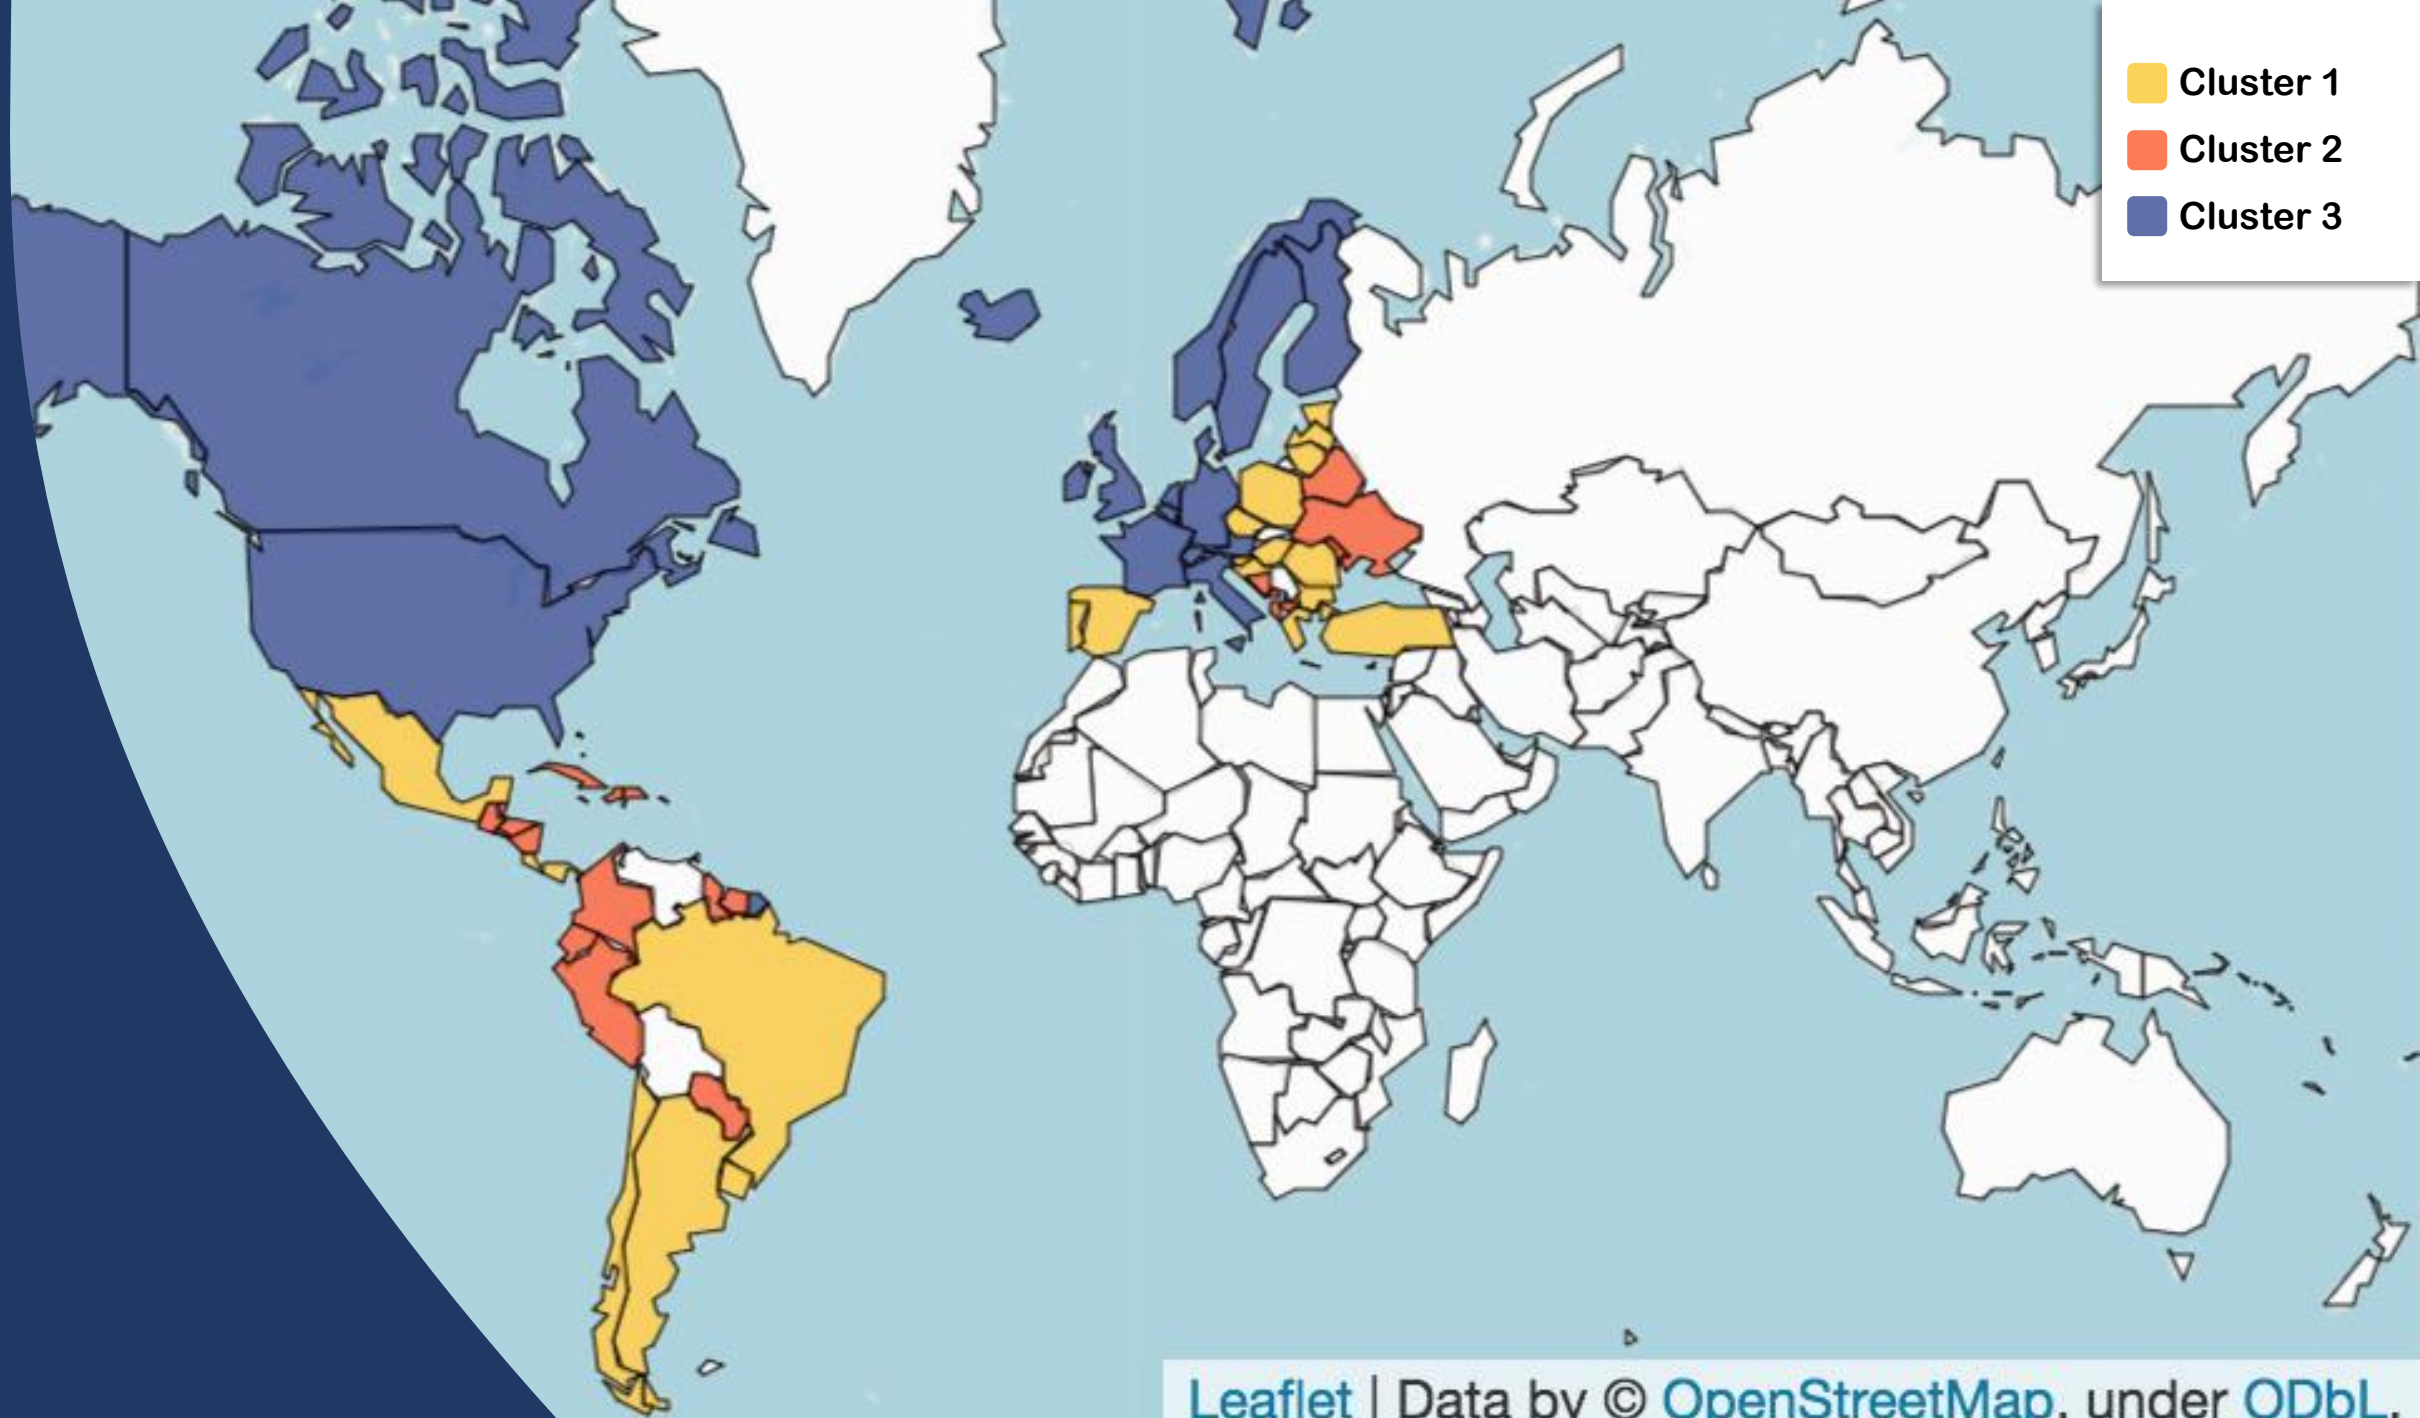 Cluster 1
Cluster 2
Cluster 3
Leaflet | Data by © OpenStreetMap, under ODbL.